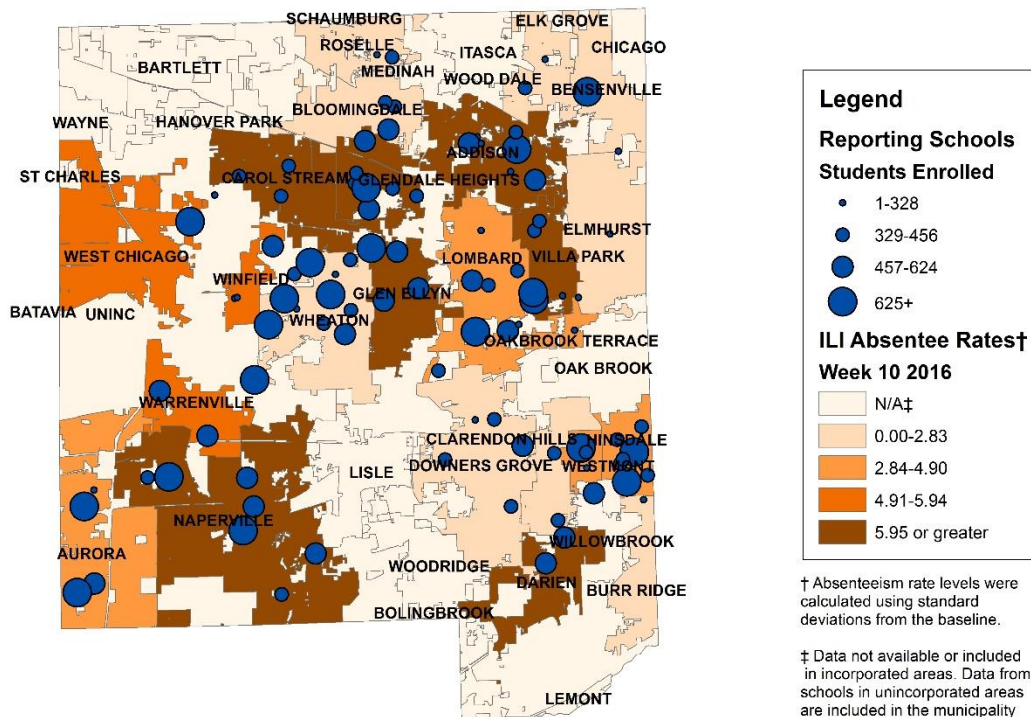 SCHAUMBURG
ELK GROVE
ROSELLE
ITASCA
CHICAGO
BARTLETT
MEDINAH
WOOD DALE
BENSENVILLE
BLOOMINGDALE
WAYNE
HANOVER PARK
ADDISON
ST CHARLES
CAROL STREAM
GLENDALE HEIGHTS
ELMHURST
WEST CHICAGO
LOMBARD
VILLA PARK
WINFIELD
GLEN ELLYN
BATAVIA
UNINC
WHEATON
OAKBROOK TERRACE
OAK BROOK
WARRENVILLE
CLARENDON HILLS
HINSDALE
LISLE
DOWNERS GROVE
WESTMONT
NAPERVILLE
AURORA
WILLOWBROOK
WOODRIDGE
DARIEN
BURR RIDGE
BOLINGBROOK
LEMONT
Legend
Reporting Schools
Students Enrolled
1-328
329-456
457-624
625+
ILI Absentee Rates†
Week 10 2016
N/A‡
0.00-2.83
2.84-4.90
4.91-5.94
5.95 or greater
† Absenteeism rate levels were
calculated using standard
deviations from the baseline.
‡ Data not available or included
in incorporated areas. Data from
schools in unincorporated areas
are included in the municipality